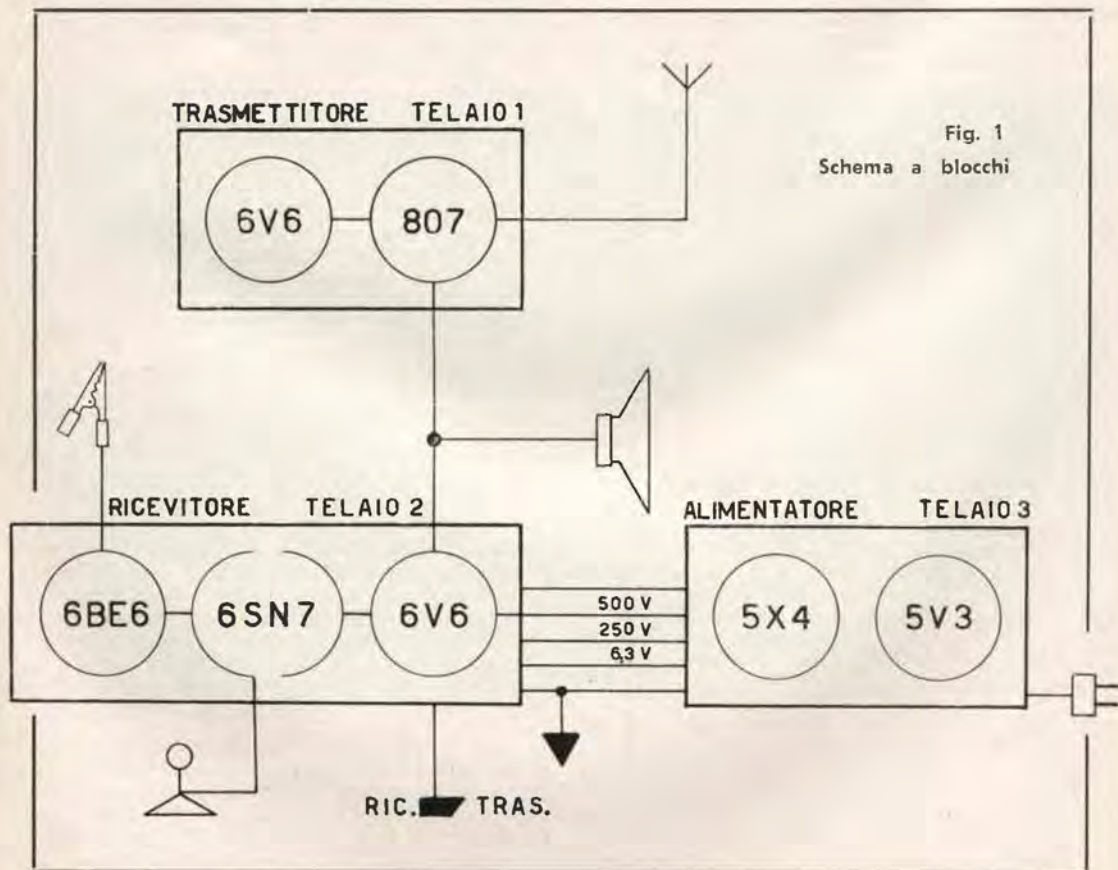 TRASMETTITORE TELAIO 1
Fig. 1
Schema a blocchi
6V6 807
RICEVITORE TELAIO 2
ALIMENTATORE TELAIO 3
6BE6 6SN7 6V6
500 V
250 V
6,3 V
5X4 5V3
RIC. TRAS.